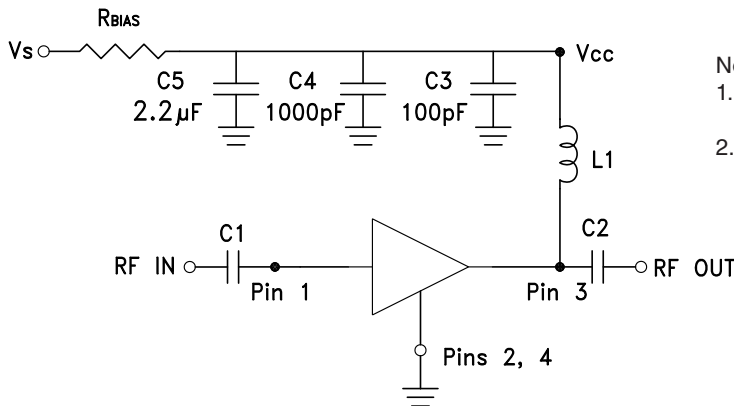 RBIAS
Vs
Vcc
C5
2.2µF
C4
1000pF
C3
100pF
L1
1.
2.
C1
C2
RF IN
Pin 1
Pin 3
RF OUT
Pins 2, 4